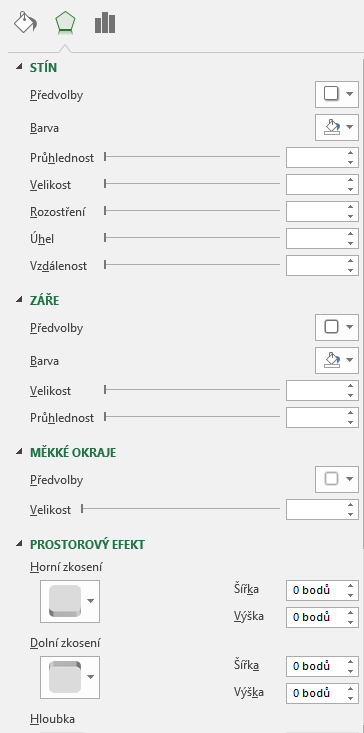 STÍN
Předvolby
Barva
Průhlednost
Velikost
Rozostření
Úhel
Vzdálenost
ZÁŘE
Předvolby
Barva
Velikost
Průhlednost
MĚKKÉ OKRAJE
Předvolby
Velikost
PROSTOROVÝ EFEKT
Horní zkosení
Šířka 0 bodů
Výška 0 bodů
Dolní zkosení
Šířka 0 bodů
Výška 0 bodů
Hloubka